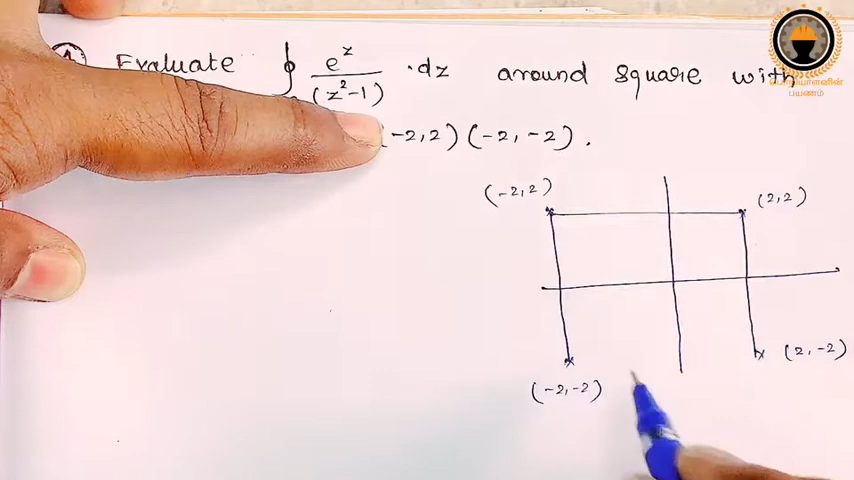 Evaluate ∮ e^z / (z²-1) · dz around square with
(-2,2) (-2,-2).
(-2,2)
(2,2)
(2,-2)
(-2,-2)
பயணம்